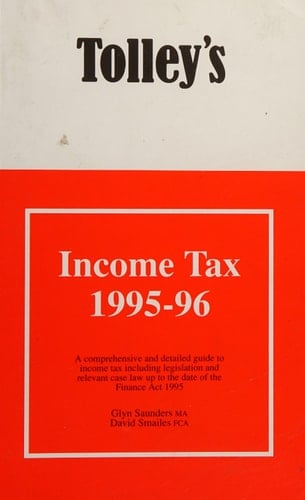 Tolley's
Income Tax
1995-96
A comprehensive and detailed guide to
income tax including legislation and
relevant case law up to the date of the
Finance Act 1995
Glyn Saunders MA
David Smailes FCA